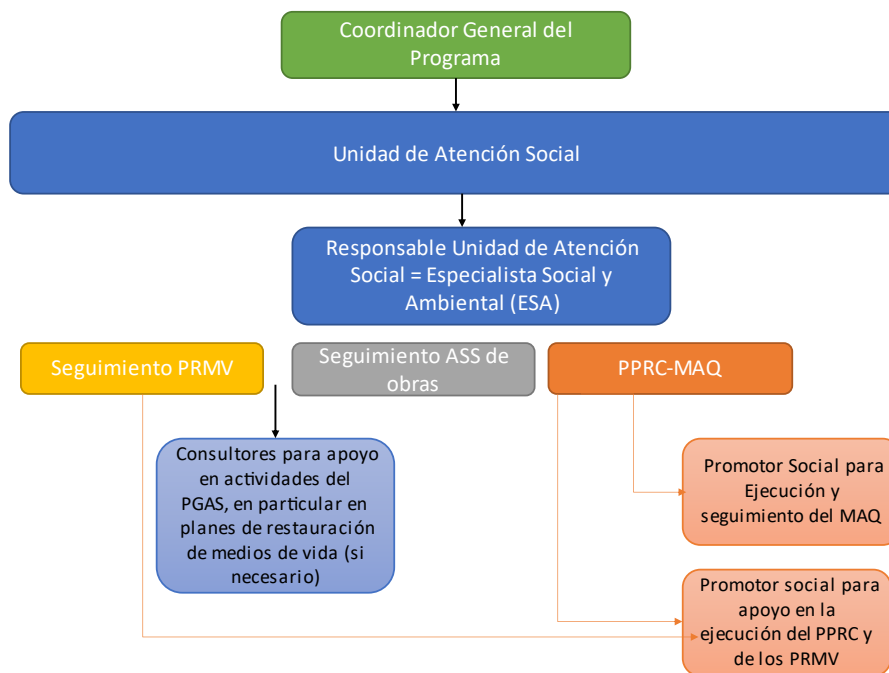 Coordinador General del
Programa
Unidad de Atención Social
Responsable Unidad de Atención
Social = Especialista Social y
Ambiental (ESA)
Seguimiento PRMV
Seguimiento ASS de
obras
PPRC-MAQ
Consultores para apoyo
en actividades del
PGAS, en particular en
planes de restauración
de medios de vida (si
necesario)
Promotor Social para
Ejecución y
seguimiento del MAQ
Promotor social para
apoyo en la
ejecución del PPRC y
de los PRMV